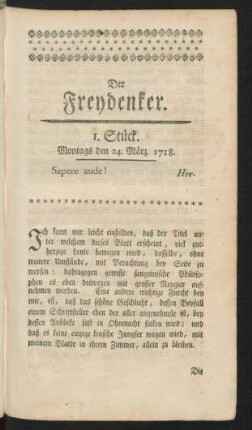 Der
Freydenker.
1. Stück.
Montags den 24. März. 1718.
Sapere aude! Hor.
Ich kann mir leicht einbilden, daß der Titel un-
ter welchem dieses Blatt erscheint, viel gut-
herzige Leute bewegen wird, dasselbe, ohne
weitere Umstände, mit Verachtung bey Seite zu
werfen: dahingegen gewisse sanguinische Philoso-
phen es eben deswegen mit großer Neugier auf-
nehmen werden. Eine andere wichtige Furcht bey
mir, ist, daß das schöne Geschlecht, dessen Beyfall
einem Schriftsteller eben der aller angenehmste ist, bey
dessen Anblicke fast in Ohnmacht sinken wird; und
daß es keine einzige keusche Jungfer wagen wird, mit
meinem Blatte in ihrem Zimmer, allein zu bleiben.
Die